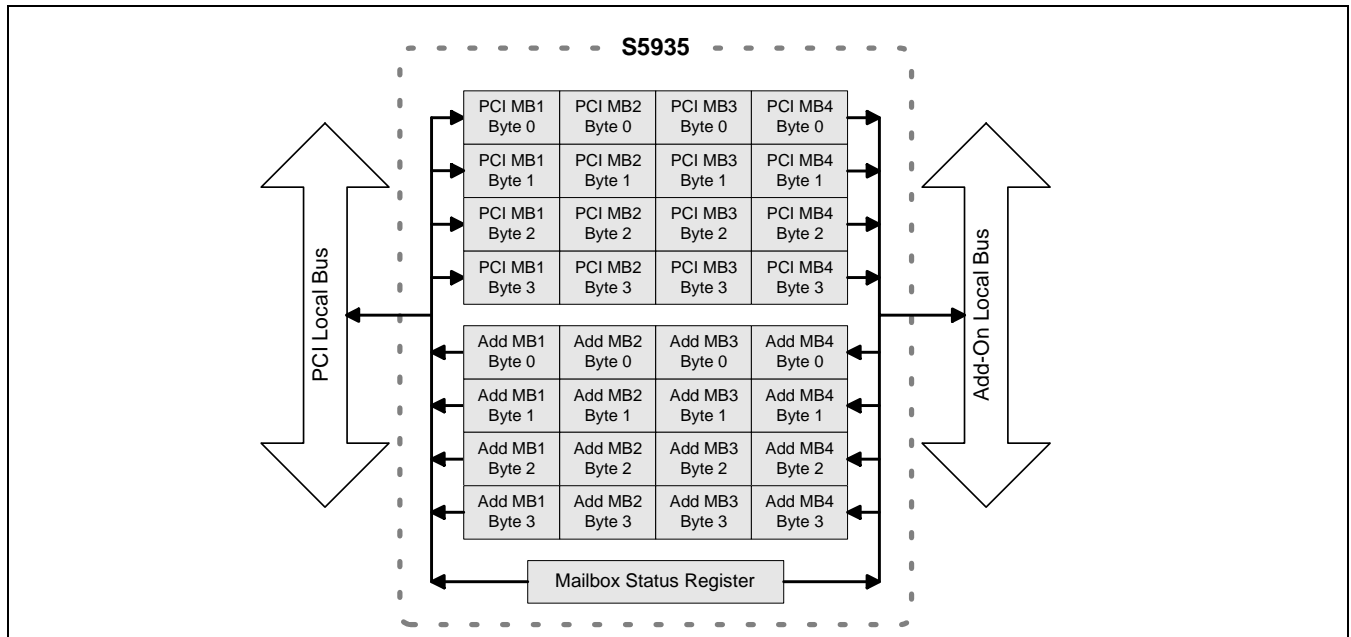 S5935
PCI MB1 PCI MB2 PCI MB3 PCI MB4
Byte 0 Byte 0 Byte 0 Byte 0
PCI MB1 PCI MB2 PCI MB3 PCI MB4
Byte 1 Byte 1 Byte 1 Byte 1
PCI MB1 PCI MB2 PCI MB3 PCI MB4
Byte 2 Byte 2 Byte 2 Byte 2
PCI MB1 PCI MB2 PCI MB3 PCI MB4
Byte 3 Byte 3 Byte 3 Byte 3
PCI Local Bus
Add-On Local Bus
Add MB1 Add MB2 Add MB3 Add MB4
Byte 0 Byte 0 Byte 0 Byte 0
Add MB1 Add MB2 Add MB3 Add MB4
Byte 1 Byte 1 Byte 1 Byte 1
Add MB1 Add MB2 Add MB3 Add MB4
Byte 2 Byte 2 Byte 2 Byte 2
Add MB1 Add MB2 Add MB3 Add MB4
Byte 3 Byte 3 Byte 3 Byte 3
Mailbox Status Register